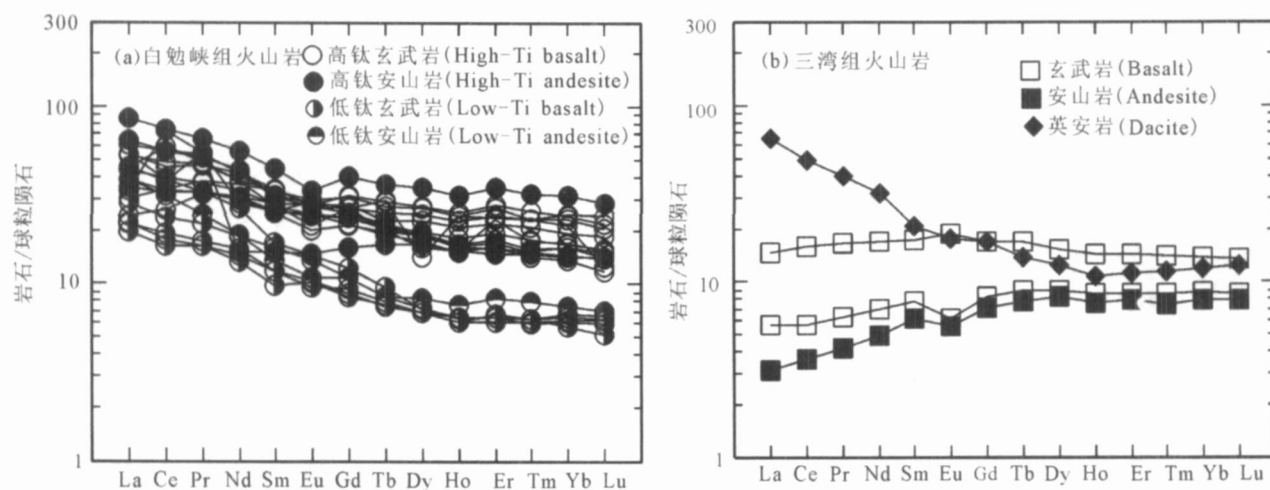 300
(a)白勉峡组火山岩
高钛玄武岩(High-Ti basalt)
高钛安山岩(High-Ti andesite)
低钛玄武岩(Low-Ti basalt)
低钛安山岩(Low-Ti andesite)
100
10
1
岩石/球粒陨石
La Ce Pr Nd Sm Eu Gd Tb Dy Ho Er Tm Yb Lu
300
(b)三湾组火山岩
玄武岩(Basalt)
安山岩(Andesite)
英安岩(Dacite)
100
10
1
岩石/球粒陨石
La Ce Pr Nd Sm Eu Gd Tb Dy Ho Er Tm Yb Lu